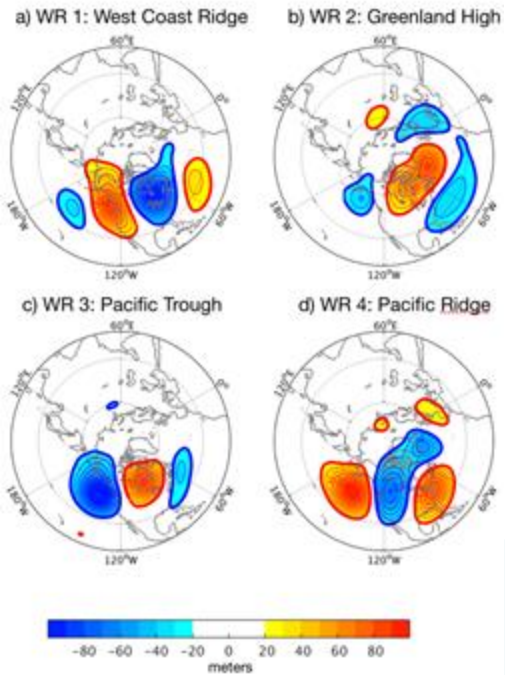 a) WR 1: West Coast Ridge
b) WR 2: Greenland High
60°E
60°E
120°E
0°
120°E
0°
180°W
60°W
180°W
60°W
120°W
120°W
c) WR 3: Pacific Trough
d) WR 4: Pacific Ridge
60°E
60°E
120°E
0°
120°E
0°
180°W
60°W
180°W
60°W
120°W
120°W
-80 -60 -40 -20 0 20 40 60 80
meters